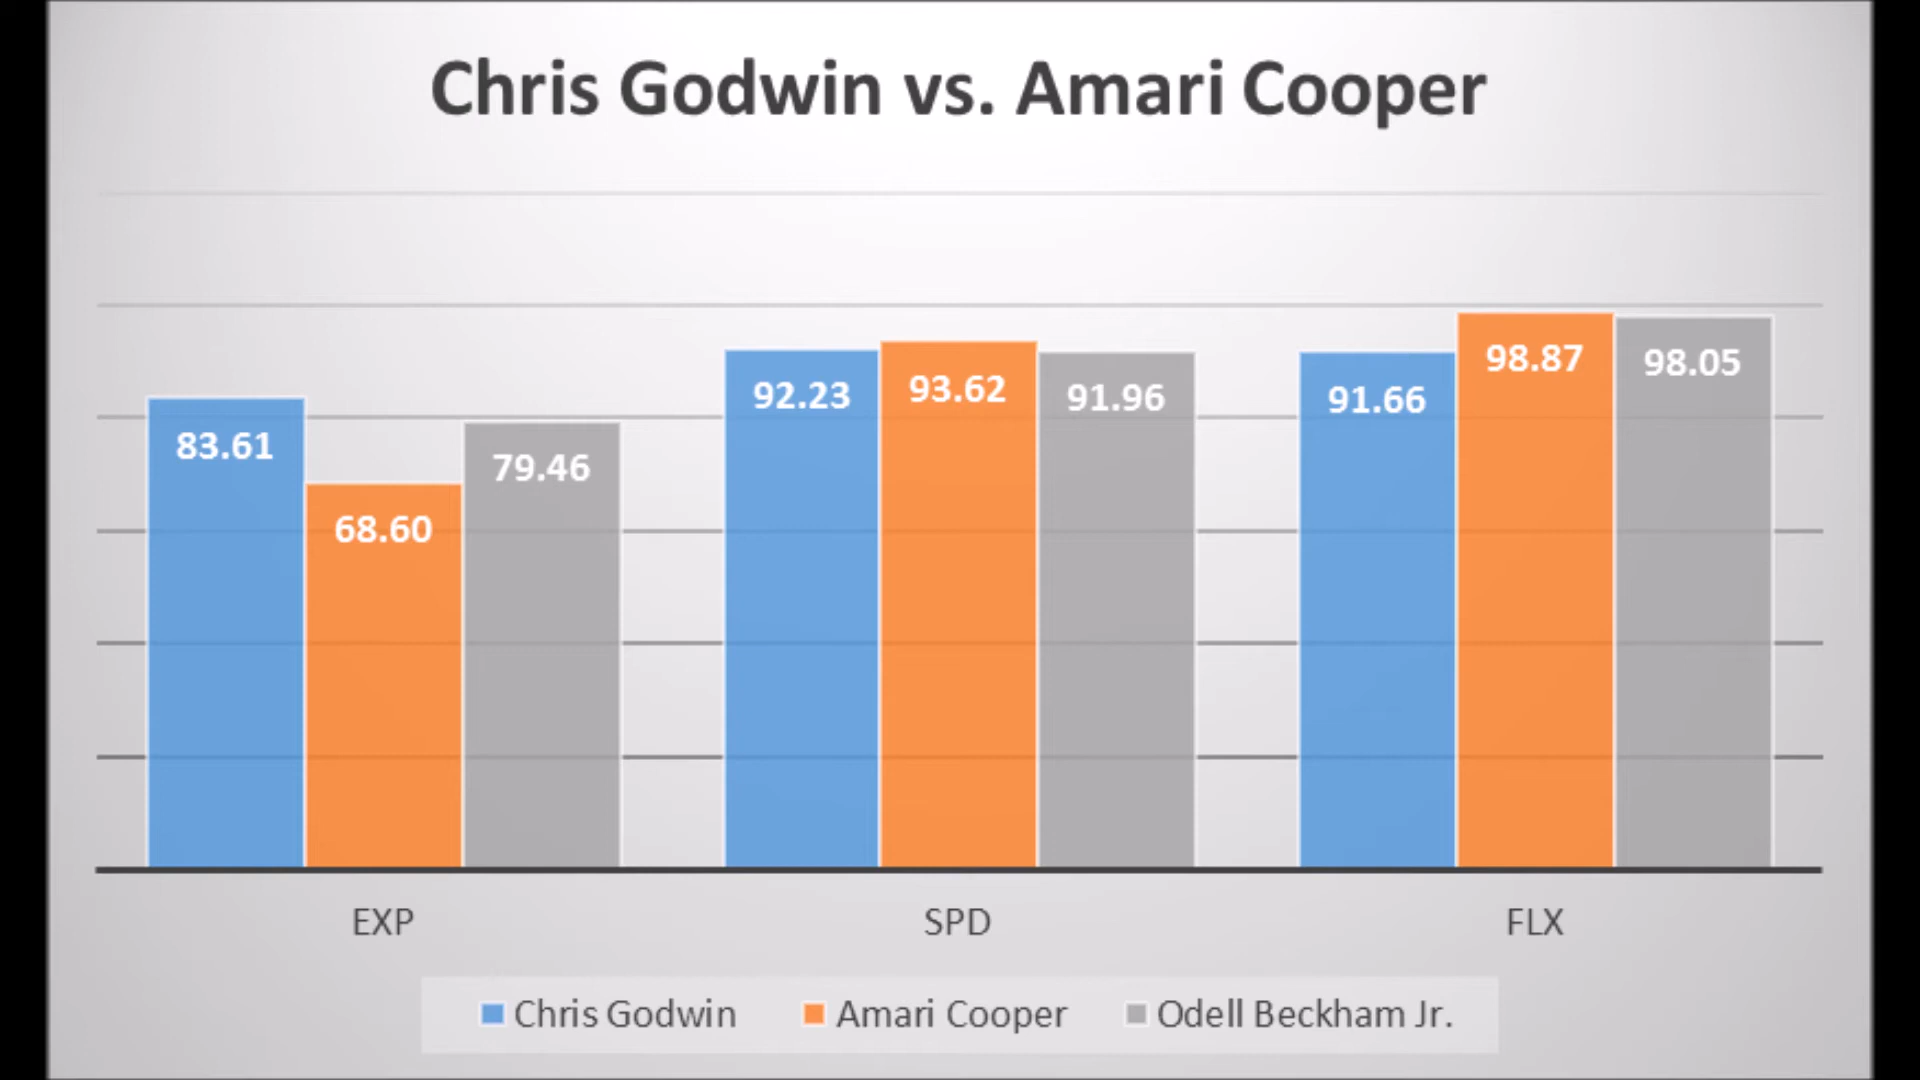 Chris Godwin vs. Amari Cooper
83.61
68.60
79.46
92.23
93.62
91.96
91.66
98.87
98.05
EXP
SPD
FLX
Chris Godwin
Amari Cooper
Odell Beckham Jr.